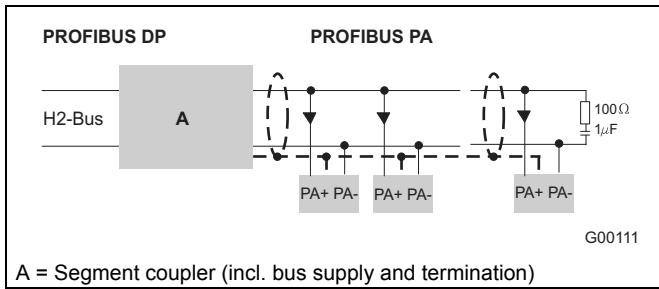 PROFIBUS DP PROFIBUS PA
H2-Bus A
100Ω
1μF
PA+ PA- PA+ PA- PA+ PA-
G00111
A = Segment coupler (incl. bus supply and termination)